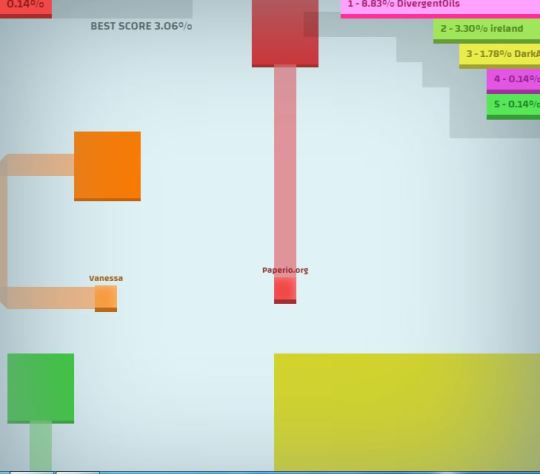 0.14%
BEST SCORE 3.06%
1 - 8.83% DivergentOils
2 - 3.30% ireland
3 - 1.78% DarkA
4 - 0.14%
5 - 0.14%
Paperio.org
Vanessa